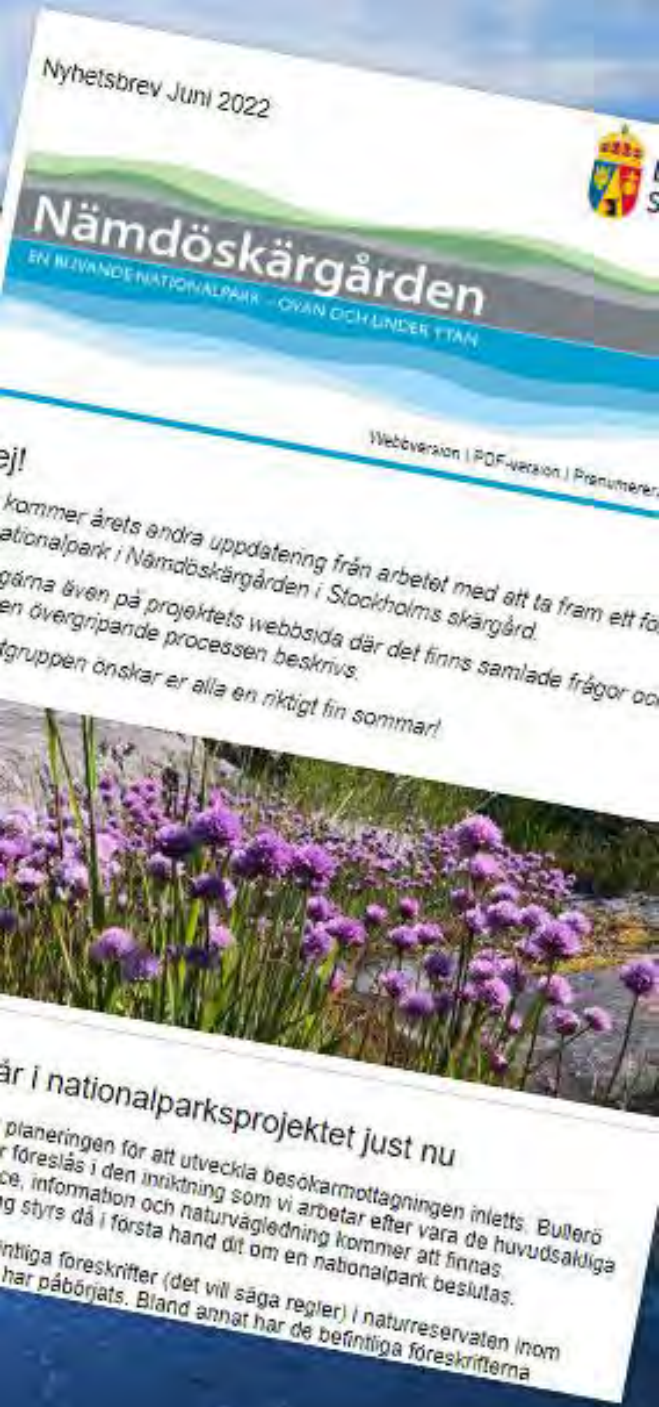 Nyhetsbrev Juni 2022
Nämdöskärgården
EN BLIVANDE NATIONALPARK – OVAN OCH UNDER YTAN
Webbversion | PDF-version | Prenumerera
ej!
kommer årets andra uppdatering från arbetet med att ta fram ett
ationalpark i Nämdöskärgården i Stockholms skärgård.
gärna även på projektets webbsida där det finns samlade frågor
en övergripande processen beskrivs.
tgruppen önskar er alla en riktigt fin sommar!
år i nationalparksprojektet just nu
planeringen för att utveckla besökarmottagningen inletts. Bullerö
föreslås i den inriktning som vi arbetar efter vara de huvudsakliga
ce, information och naturvägledning kommer att finnas.
ng styrs då i första hand dit om en nationalpark beslutas.
intliga föreskrifter (det vill säga regler) i naturreservaten inom
har påbörjats. Bland annat har de befintliga föreskrifterna